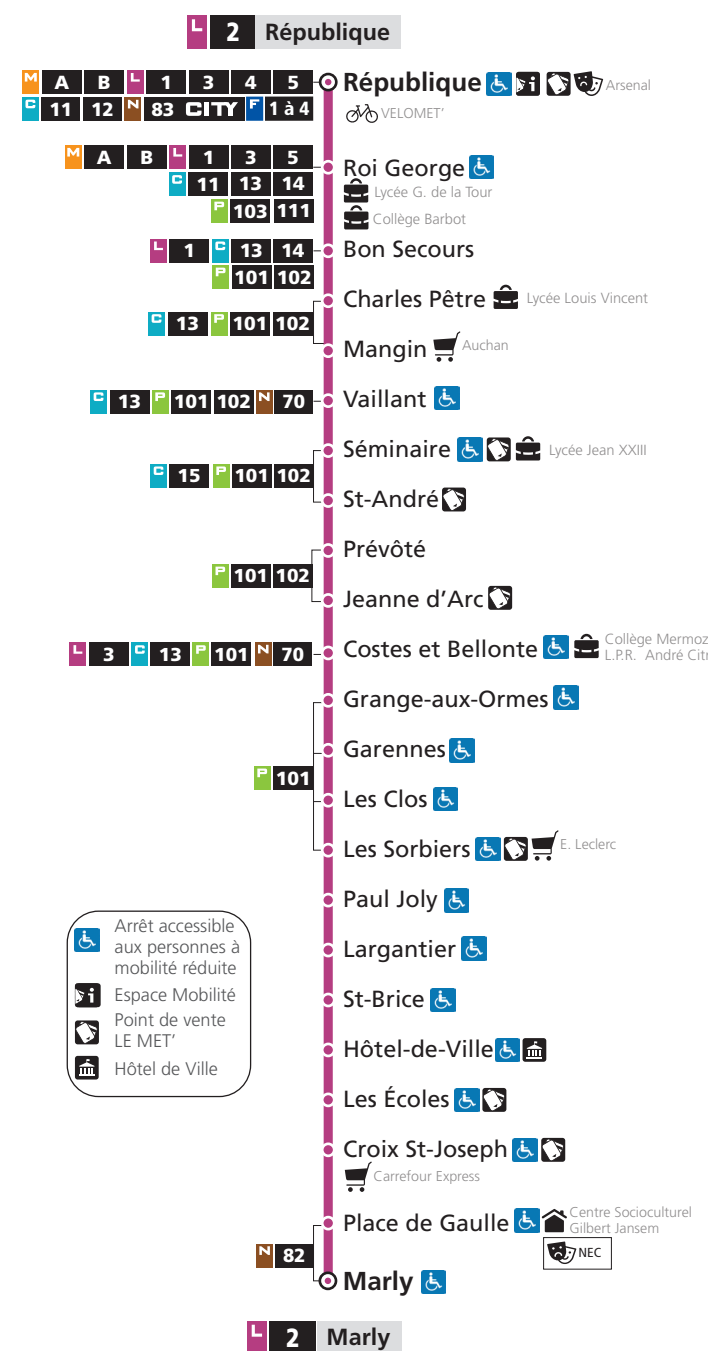 L 2 République
M A B L 1 3 4 5 République Arsenal
C 11 12 N 83 CITY F 1 à 4 VELOMET'
M A B L 1 3 5 Roi George
C 11 13 14 Lycée G. de la Tour
P 103 111 Collège Barbot
L 1 C 13 14 Bon Secours
P 101 102
Charles Pêtre Lycée Louis Vincent
C 13 P 101 102
Mangin Auchan
C 13 P 101 102 N 70 Vaillant
Séminaire Lycée Jean XXIII
C 15 P 101 102
St-André
Prévôté
P 101 102
Jeanne d'Arc
L 3 C 13 P 101 N 70 Costes et Bellonte Collège Mermoz
L.P.R. André Citr
Grange-aux-Ormes
Garennes
P 101
Les Clos
Les Sorbiers E. Leclerc
Paul Joly
Largantier
St-Brice
Hôtel-de-Ville
Les Écoles
Croix St-Joseph
Carrefour Express
Place de Gaulle Centre Socioculturel
Gilbert Jansem
N 82 NEC
Marly
Arrêt accessible
aux personnes à
mobilité réduite
Espace Mobilité
Point de vente
LE MET'
Hôtel de Ville
L 2 Marly